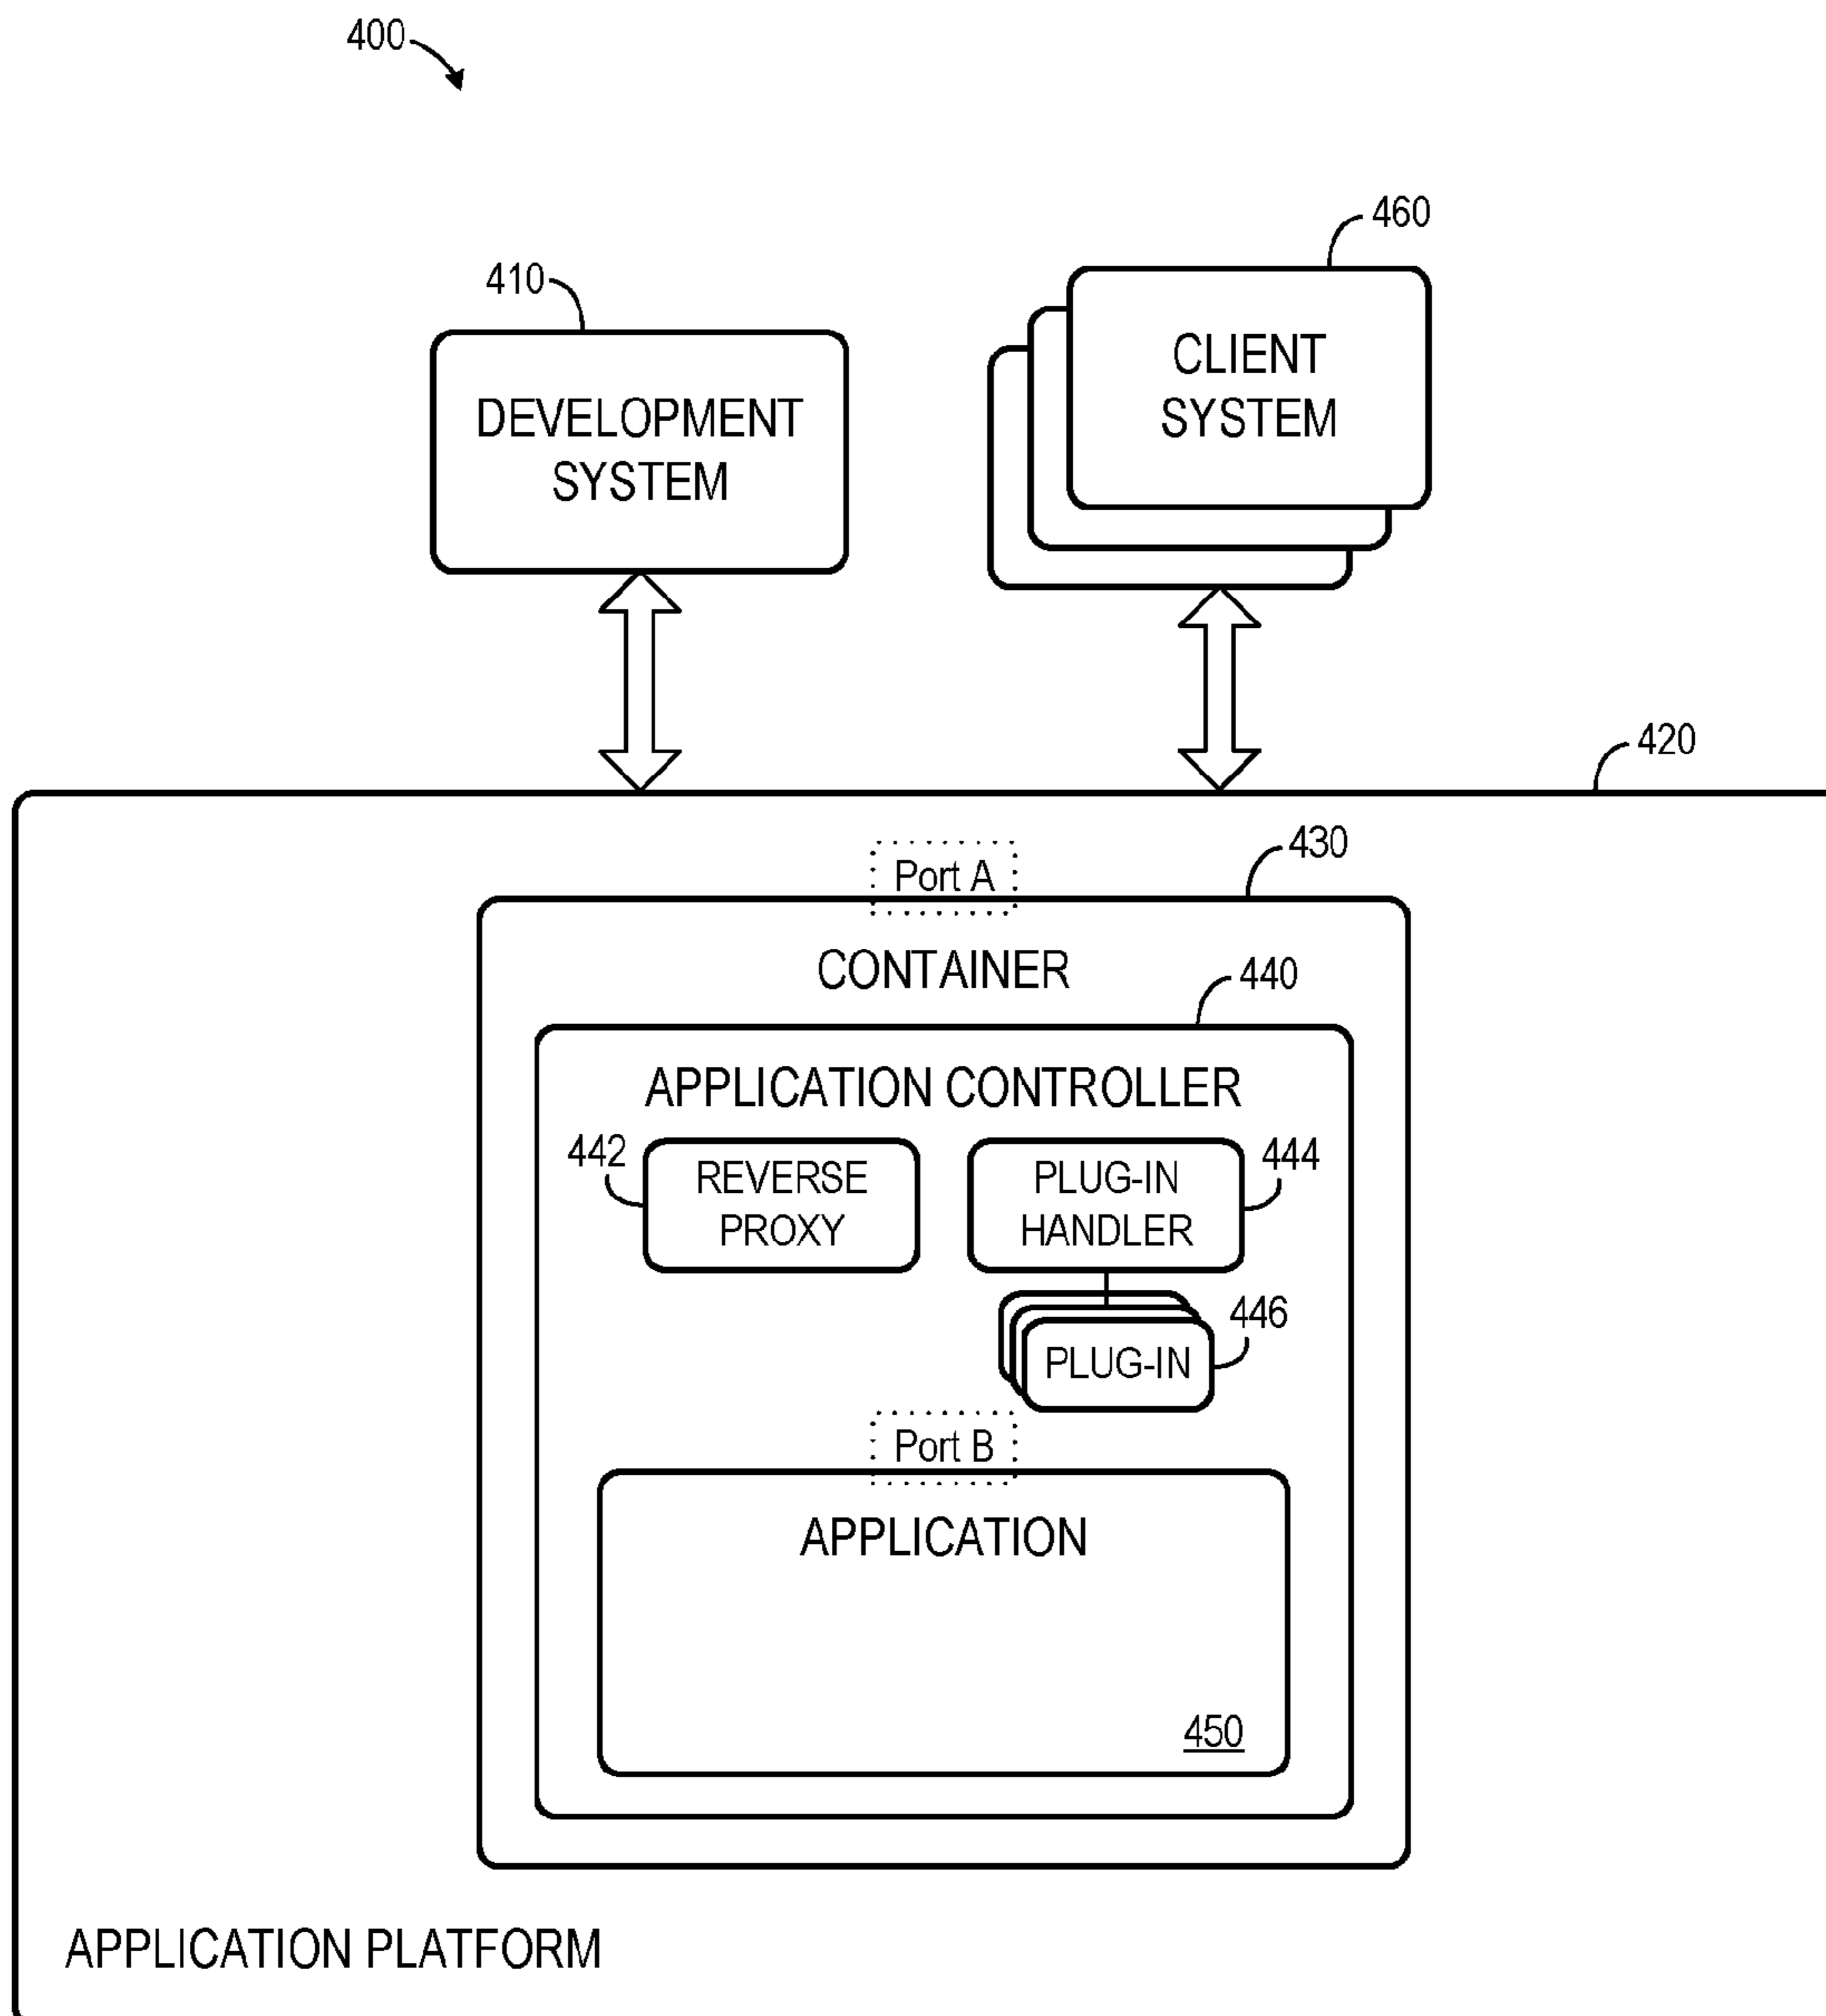 400
460
410
CLIENT
SYSTEM
DEVELOPMENT
SYSTEM
420
430
Port A
CONTAINER
440
APPLICATION CONTROLLER
442
REVERSE
PROXY
PLUG-IN
HANDLER
444
446
PLUG-IN
Port B
APPLICATION
450
APPLICATION PLATFORM